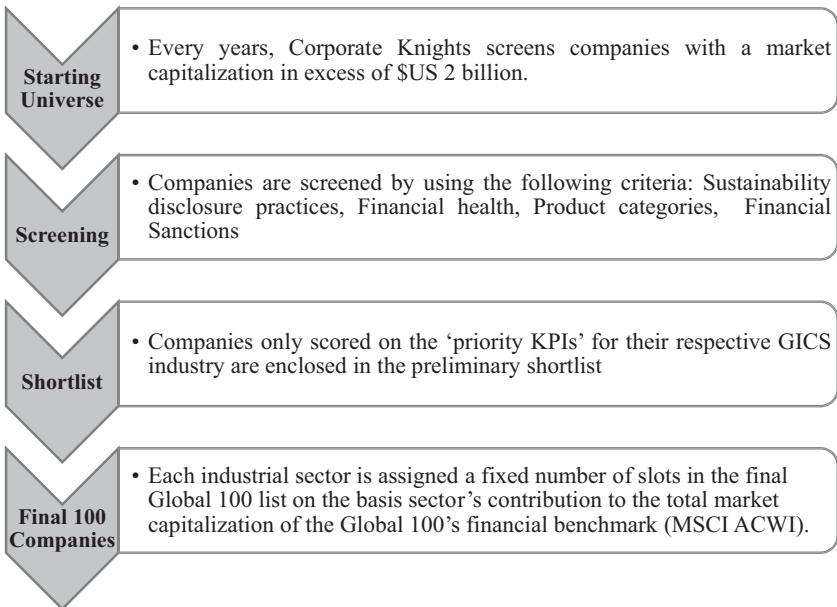 Starting
Universe
• Every years, Corporate Knights screens companies with a market
capitalization in excess of $US 2 billion.
Screening
• Companies are screened by using the following criteria: Sustainability
disclosure practices, Financial health, Product categories, Financial
Sanctions
Shortlist
• Companies only scored on the ‘priority KPIs’ for their respective GICS
industry are enclosed in the preliminary shortlist
Final 100
Companies
• Each industrial sector is assigned a fixed number of slots in the final
Global 100 list on the basis sector’s contribution to the total market
capitalization of the Global 100’s financial benchmark (MSCI ACWI).